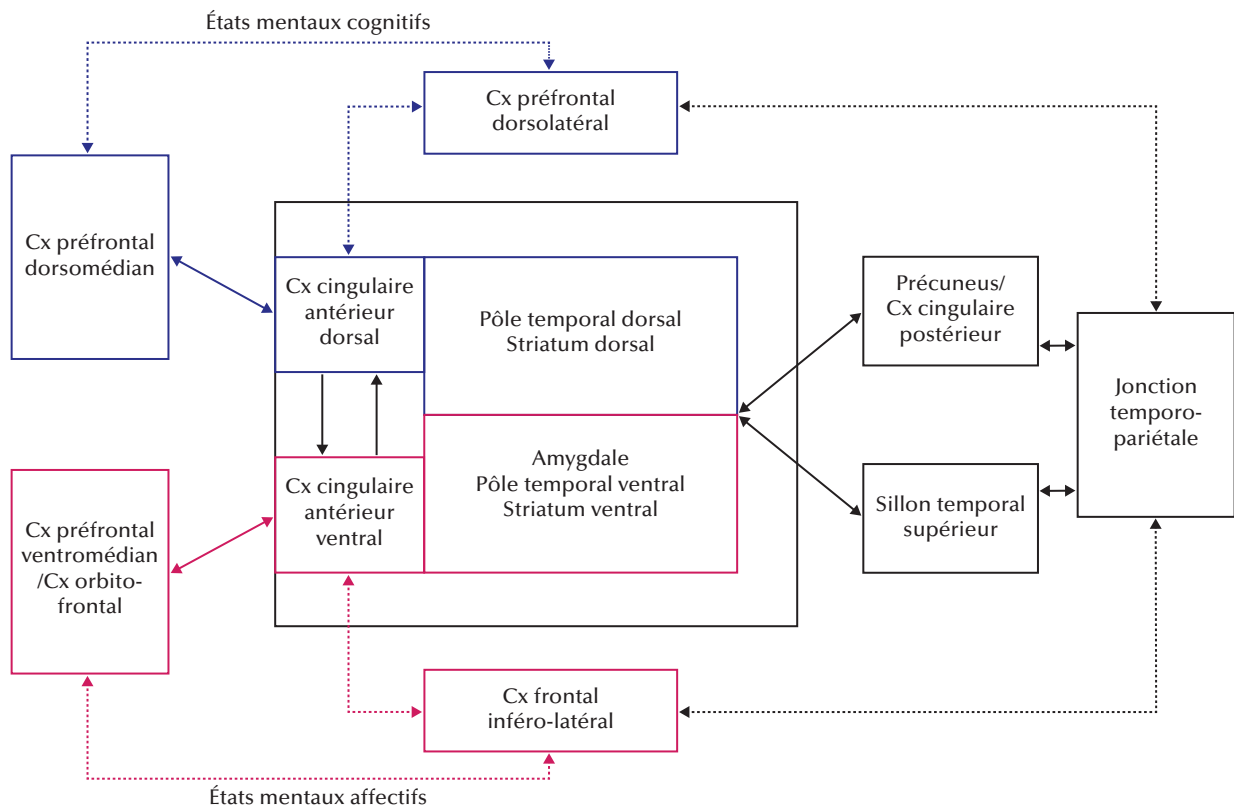 États mentaux cognitifs
Cx préfrontal
dorsolatéral
Cx préfrontal
dorsomédian
Cx cingulaire
antérieur
dorsal
Pôle temporal dorsal
Striatum dorsal
Précuneus/
Cx cingulaire
postérieur
Jonction
temporo-
pariétale
Cx préfrontal
ventromédian
/Cx orbito-
frontal
Cx cingulaire
antérieur
ventral
Amygdale
Pôle temporal ventral
Striatum ventral
Sillon temporal
supérieur
Cx frontal
inféro-latéral
États mentaux affectifs